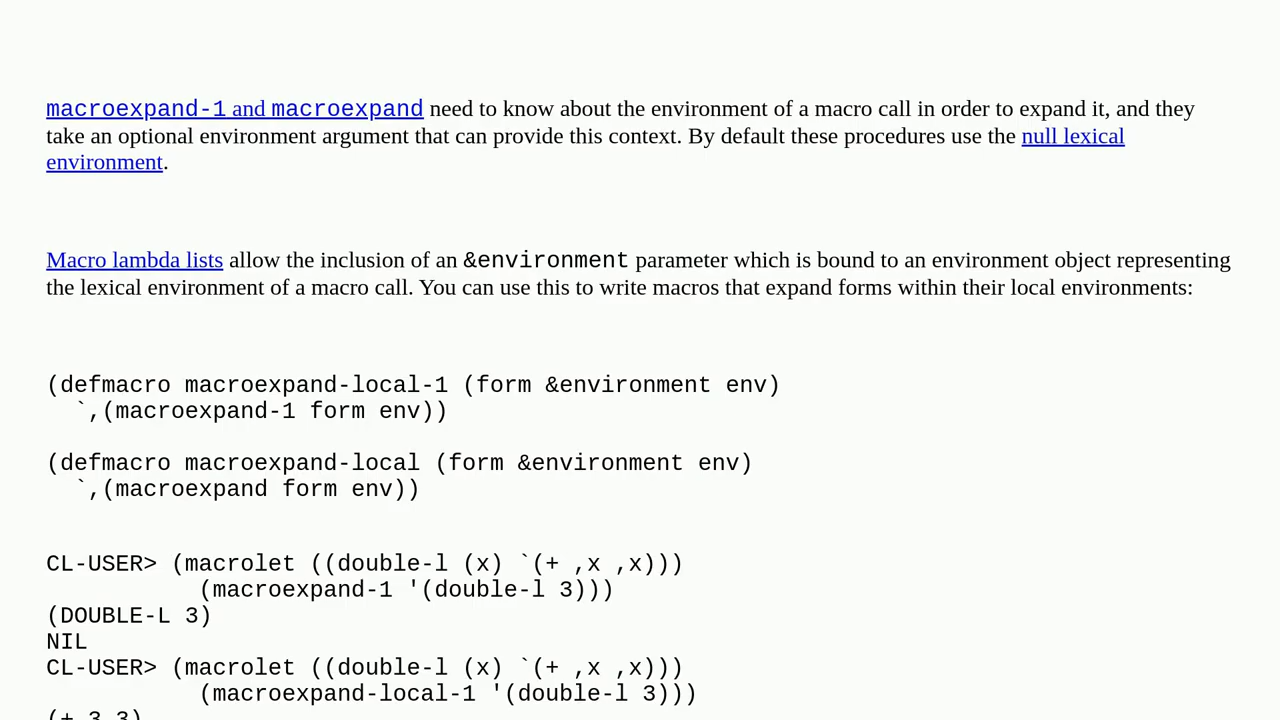 macroexpand-1 and macroexpand need to know about the environment of a macro call in order to expand it, and they
take an optional environment argument that can provide this context. By default these procedures use the null lexical
environment.
Macro lambda lists allow the inclusion of an &environment parameter which is bound to an environment object representing
the lexical environment of a macro call. You can use this to write macros that expand forms within their local environments:
(defmacro macroexpand-local-1 (form &environment env)
  `,(macroexpand-1 form env))
(defmacro macroexpand-local (form &environment env)
  `,(macroexpand form env))
CL-USER> (macrolet ((double-l (x) `(+ ,x ,x)))
           (macroexpand-1 '(double-l 3)))
(DOUBLE-L 3)
NIL
CL-USER> (macrolet ((double-l (x) `(+ ,x ,x)))
           (macroexpand-local-1 '(double-l 3)))
(+ 3 3)